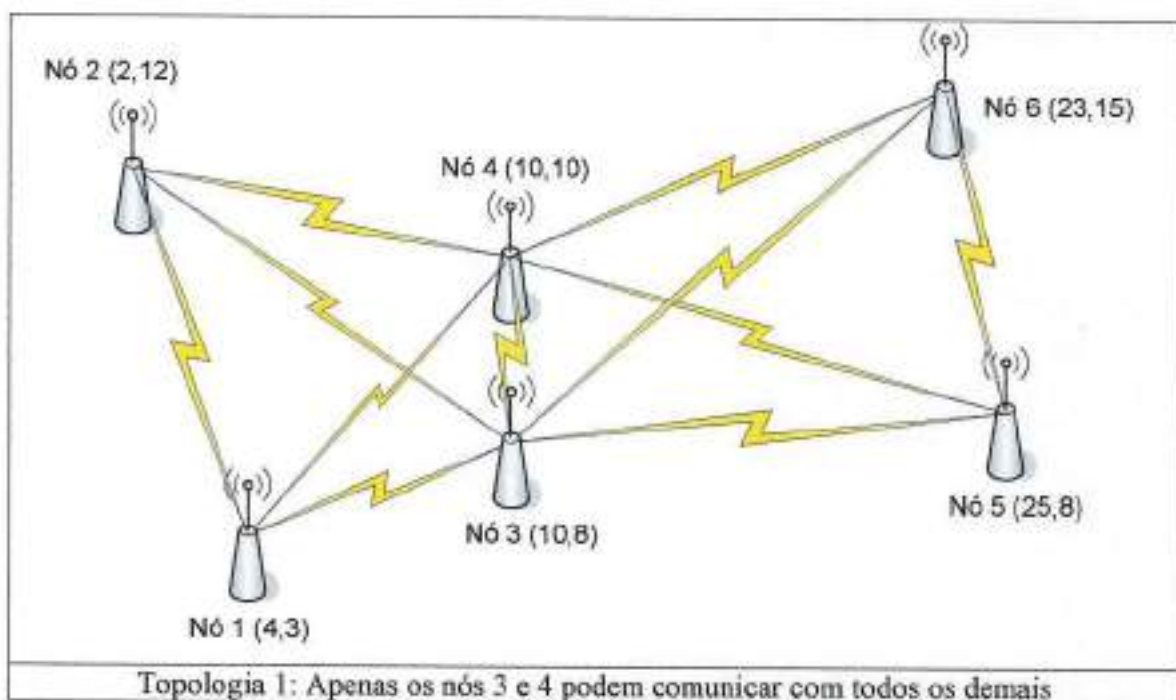 Nó 2 (2,12)
Nó 6 (23,15)
Nó 4 (10,10)
Nó 3 (10,8)
Nó 5 (25,8)
Nó 1 (4,3)
Topologia 1: Apenas os nós 3 e 4 podem comunicar com todos os demais